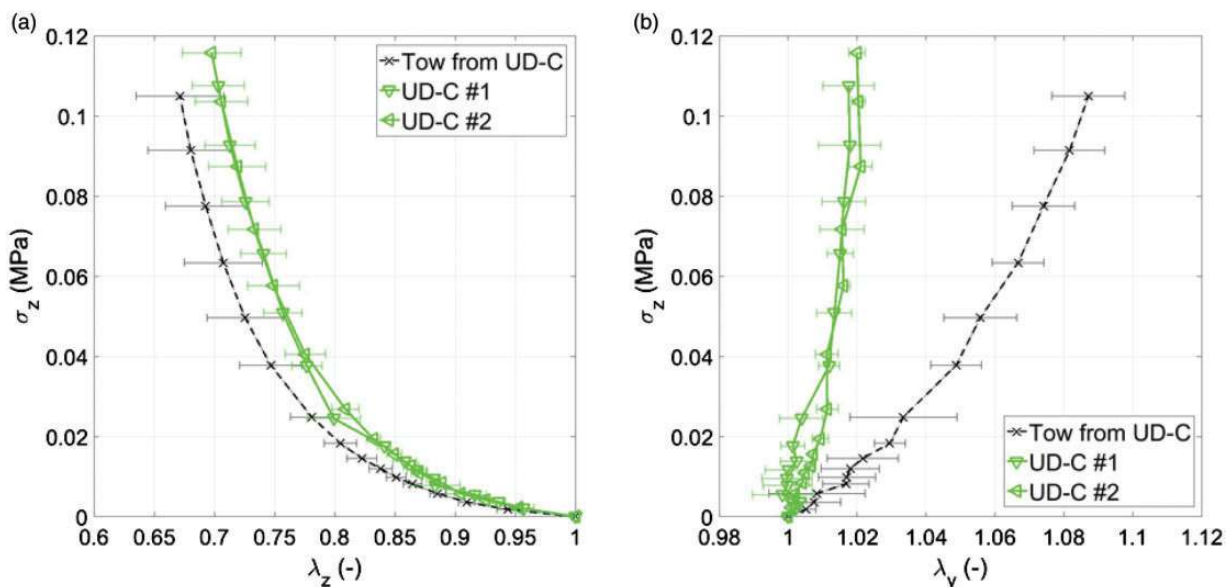 (a)
0.12
0.1
0.08
0.06
0.04
0.02
0
σz (MPa)
0.6 0.65 0.7 0.75 0.8 0.85 0.9 0.95 1
λz (-)
Tow from UD-C
UD-C #1
UD-C #2
(b)
0.12
0.1
0.08
0.06
0.04
0.02
0
σz (MPa)
0.98 1 1.02 1.04 1.06 1.08 1.1 1.12
λy (-)
Tow from UD-C
UD-C #1
UD-C #2